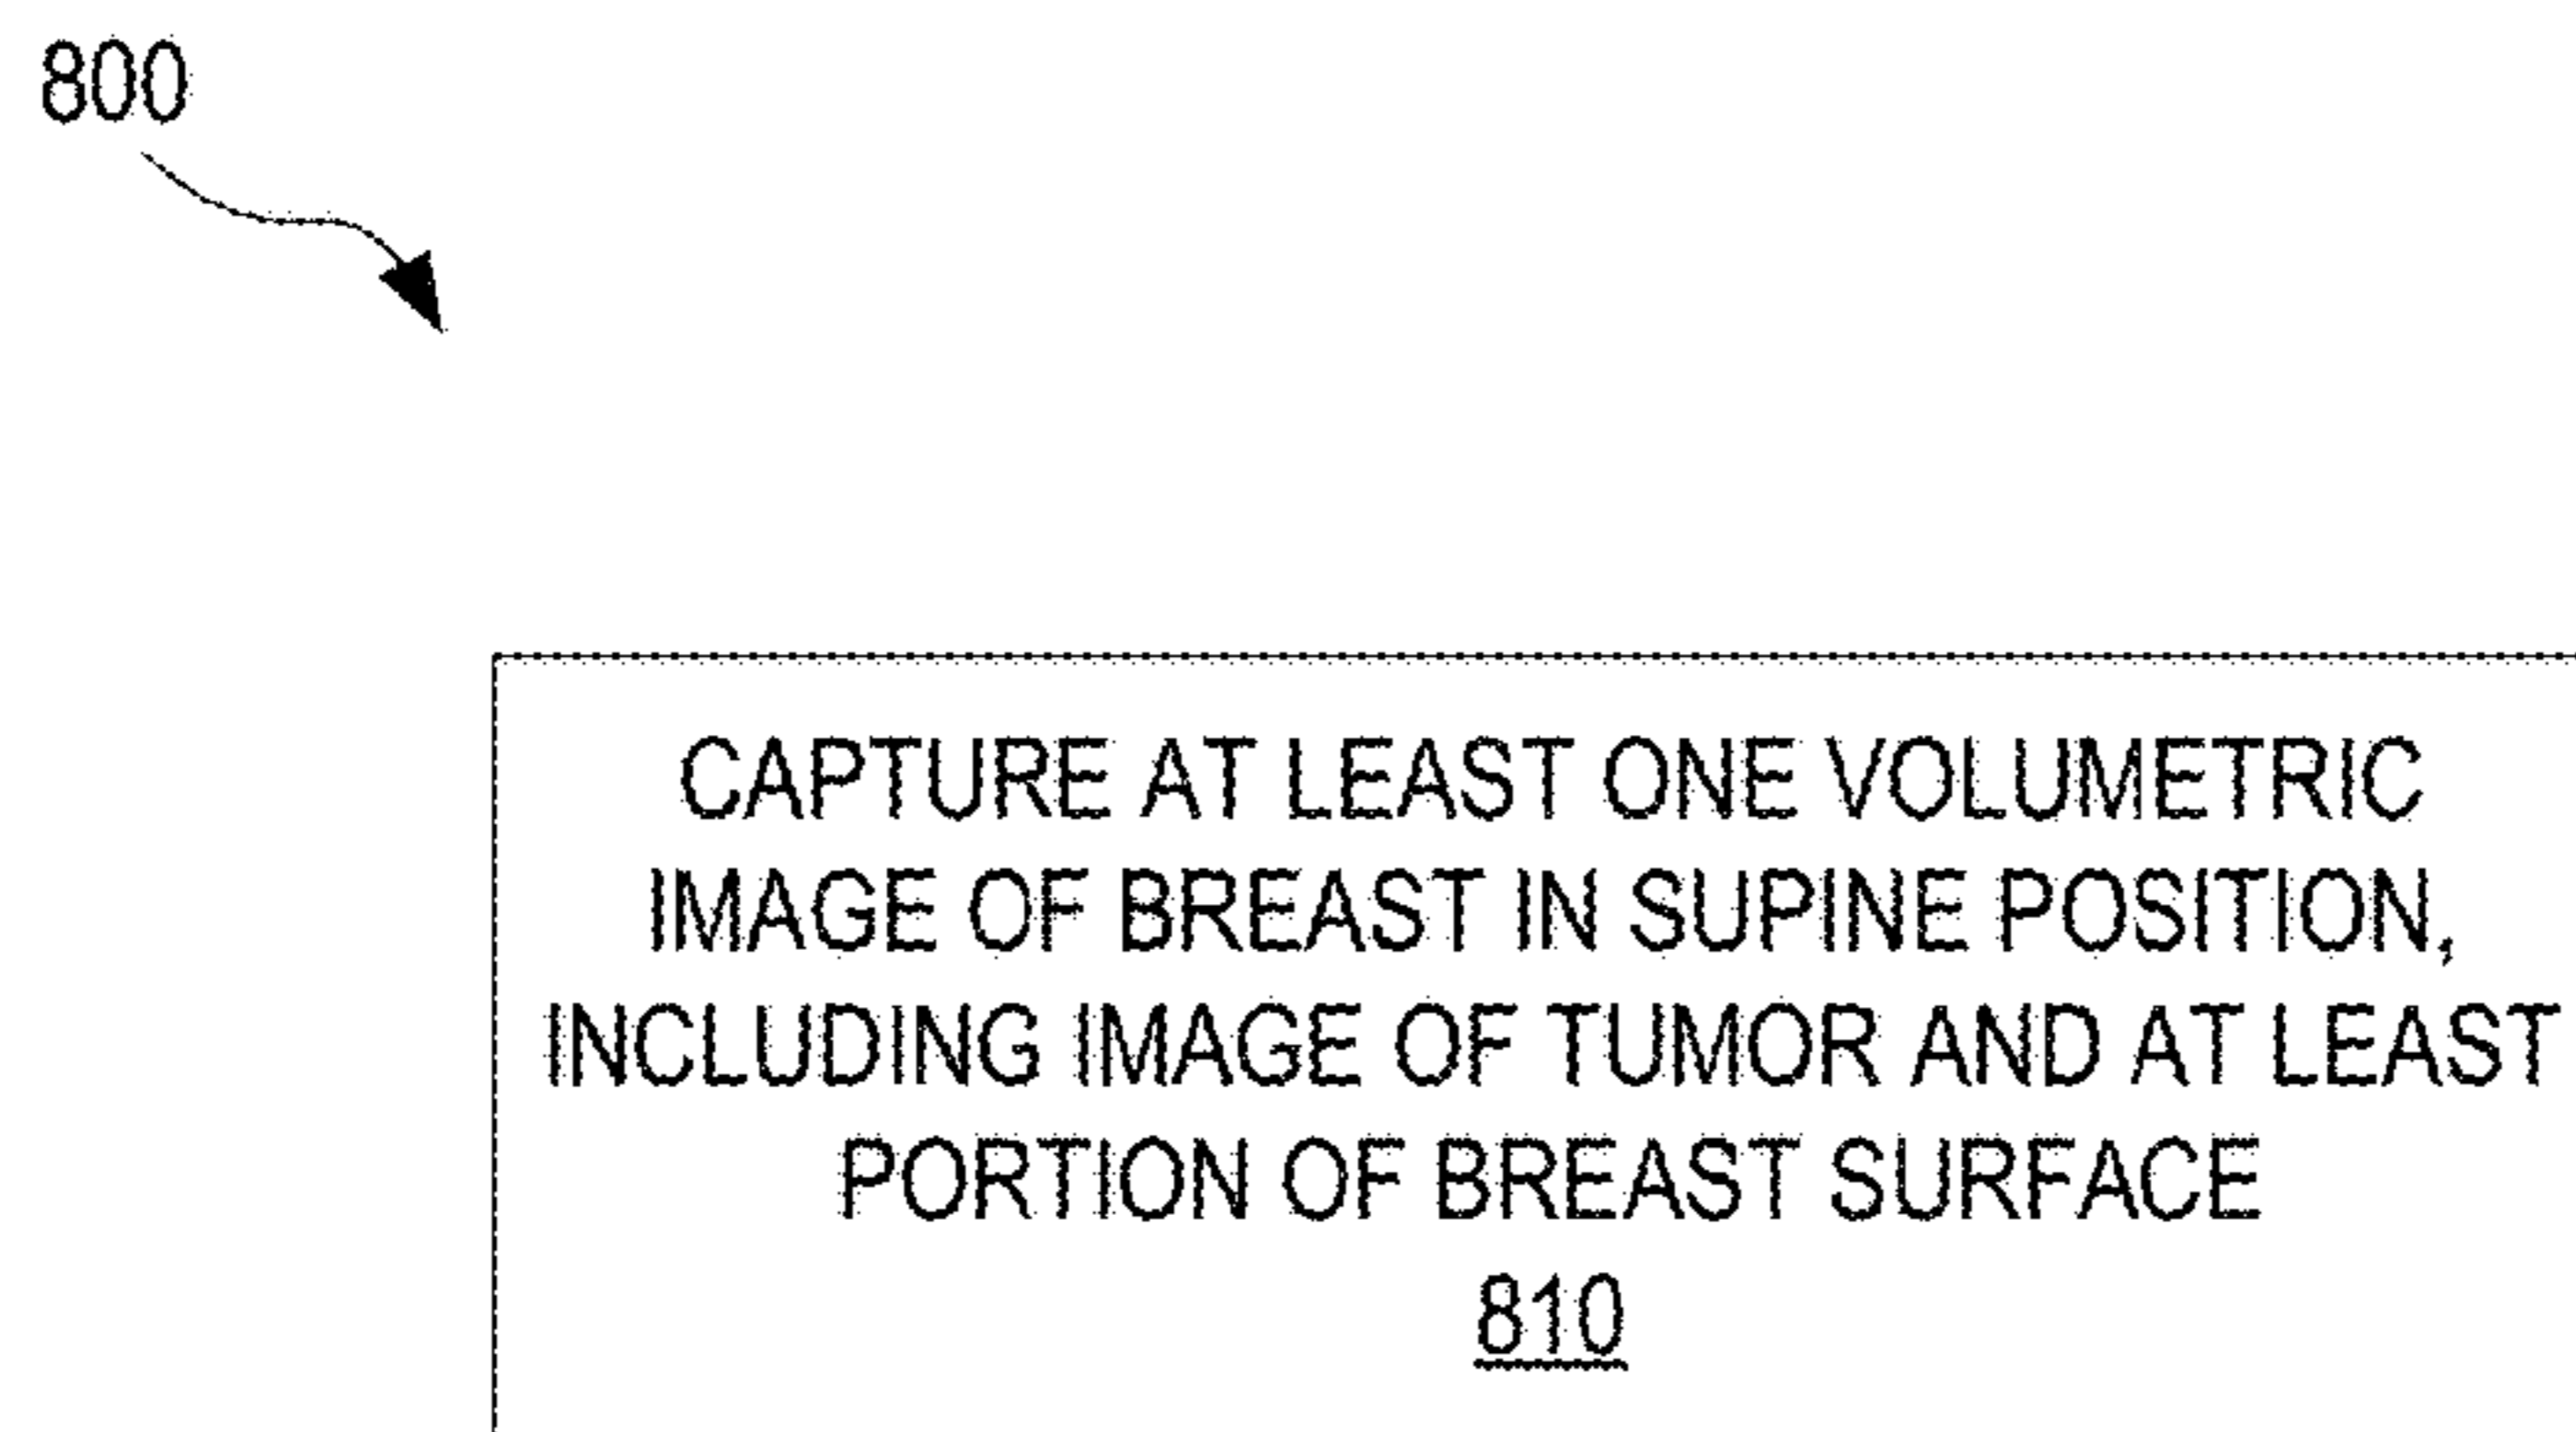 800
CAPTURE AT LEAST ONE VOLUMETRIC
IMAGE OF BREAST IN SUPINE POSITION,
INCLUDING IMAGE OF TUMOR AND AT LEAST
PORTION OF BREAST SURFACE
810